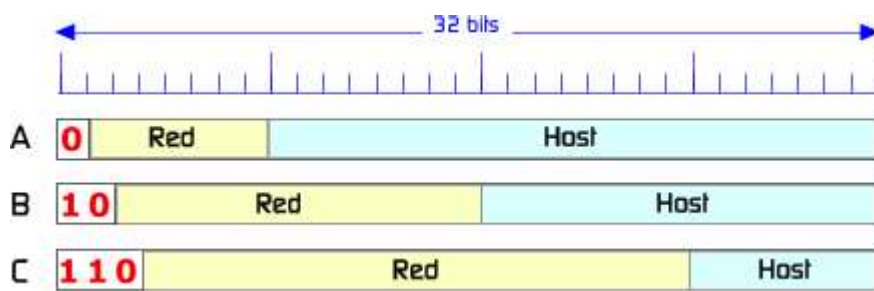 32 bits
A 0 Red Host
B 1 0 Red Host
C 1 1 0 Red Host